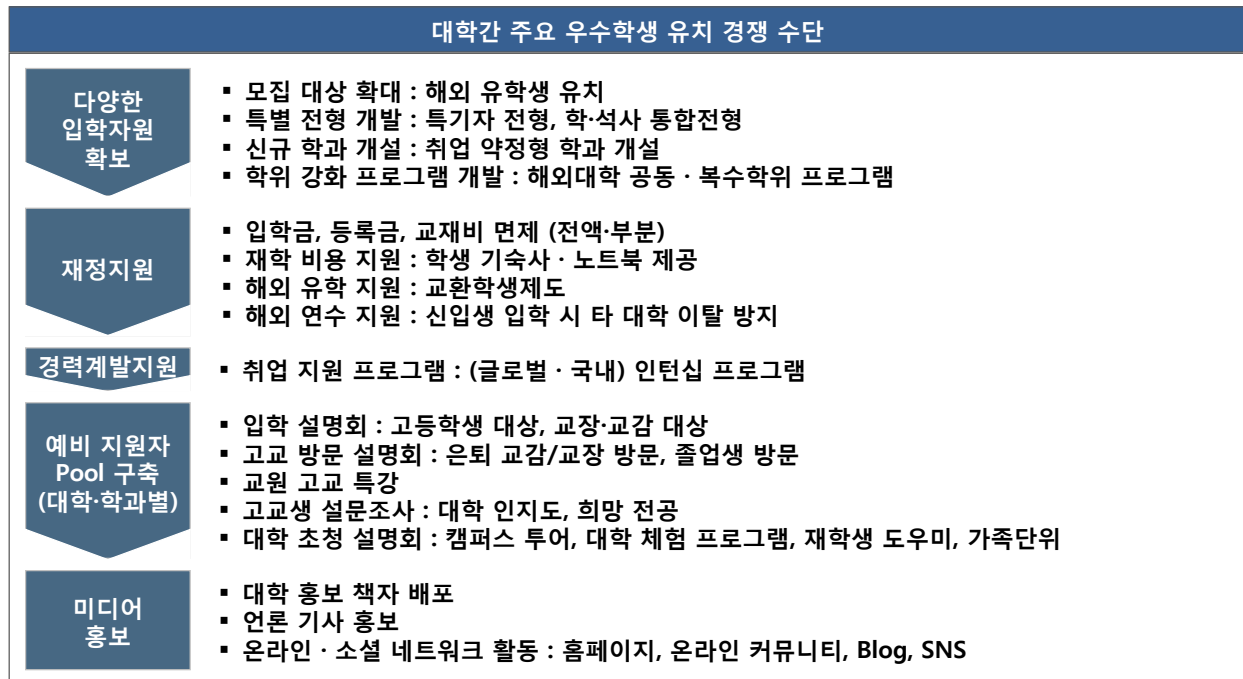 대학간 주요 우수학생 유치 경쟁 수단
다양한
입학자원
확보
▪ 모집 대상 확대 : 해외 유학생 유치
▪ 특별 전형 개발 : 특기자 전형, 학·석사 통합전형
▪ 신규 학과 개설 : 취업 약정형 학과 개설
▪ 학위 강화 프로그램 개발 : 해외대학 공동 · 복수학위 프로그램
재정지원
▪ 입학금, 등록금, 교재비 면제 (전액·부분)
▪ 재학 비용 지원 : 학생 기숙사 · 노트북 제공
▪ 해외 유학 지원 : 교환학생제도
▪ 해외 연수 지원 : 신입생 입학 시 타 대학 이탈 방지
경력계발지원
▪ 취업 지원 프로그램 : (글로벌 · 국내) 인턴십 프로그램
예비 지원자
Pool 구축
(대학·학과별)
▪ 입학 설명회 : 고등학생 대상, 교장·교감 대상
▪ 고교 방문 설명회 : 은퇴 교감/교장 방문, 졸업생 방문
▪ 교원 고교 특강
▪ 고교생 설문조사 : 대학 인지도, 희망 전공
▪ 대학 초청 설명회 : 캠퍼스 투어, 대학 체험 프로그램, 재학생 도우미, 가족단위
미디어
홍보
▪ 대학 홍보 책자 배포
▪ 언론 기사 홍보
▪ 온라인 · 소셜 네트워크 활동 : 홈페이지, 온라인 커뮤니티, Blog, SNS